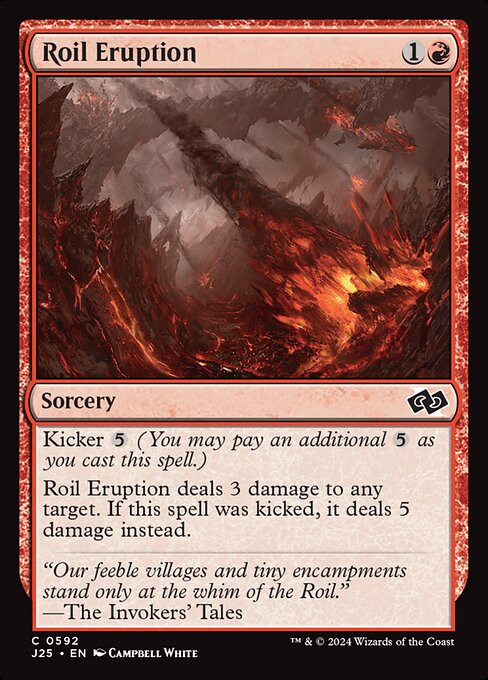 Roil Eruption 1
Sorcery
Kicker 5 (You may pay an additional 5 as
you cast this spell.)
Roil Eruption deals 3 damage to any
target. If this spell was kicked, it deals 5
damage instead.
“Our feeble villages and tiny encampments
stand only at the whim of the Roil.”
—The Invokers’ Tales
C 0592
J25 • EN Campbell White
™ & © 2024 Wizards of the Coast